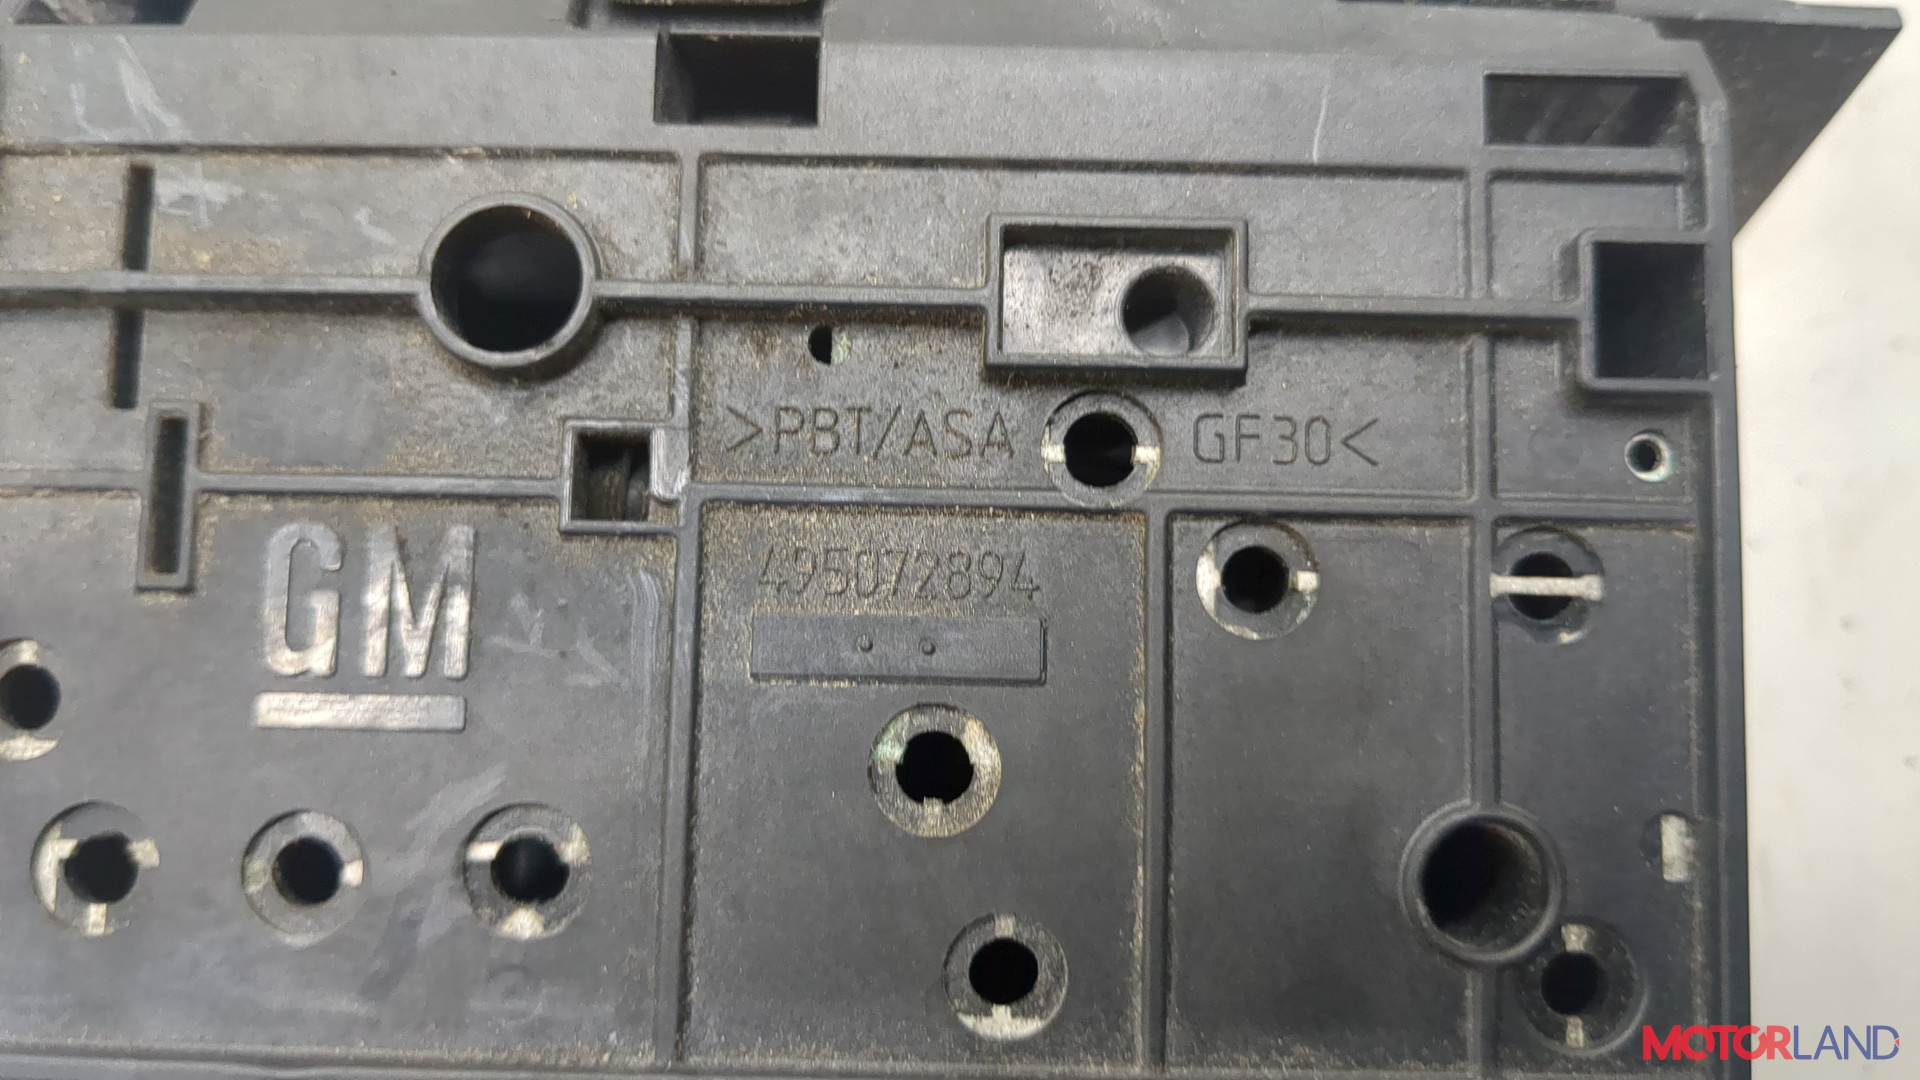 >PBT/ASA GF30<
GM
495072894
MOTORLAND